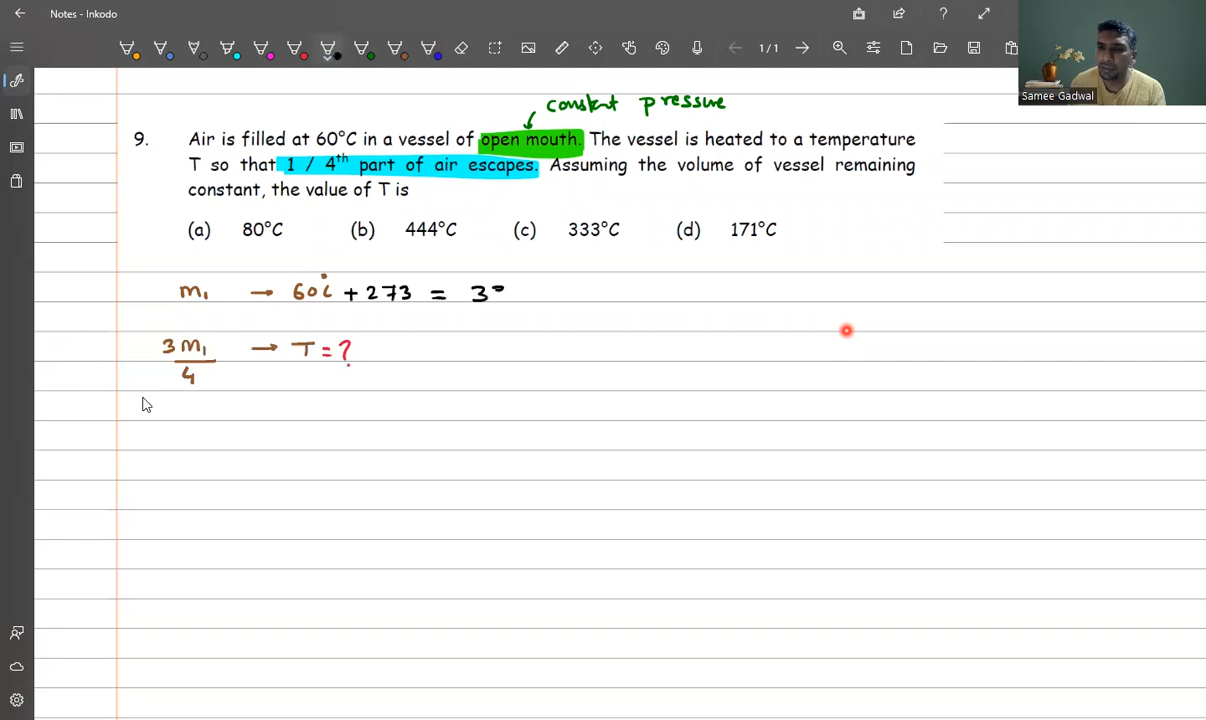 Notes - Inkodo
1/1
Samee Gadwal
constant pressure
9. Air is filled at 60°C in a vessel of open mouth. The vessel is heated to a temperature
T so that 1 / 4th part of air escapes. Assuming the volume of vessel remaining
constant, the value of T is
(a) 80°C (b) 444°C (c) 333°C (d) 171°C
m₁ → 60°C + 273 = 3
3m₁/4 → T = ?